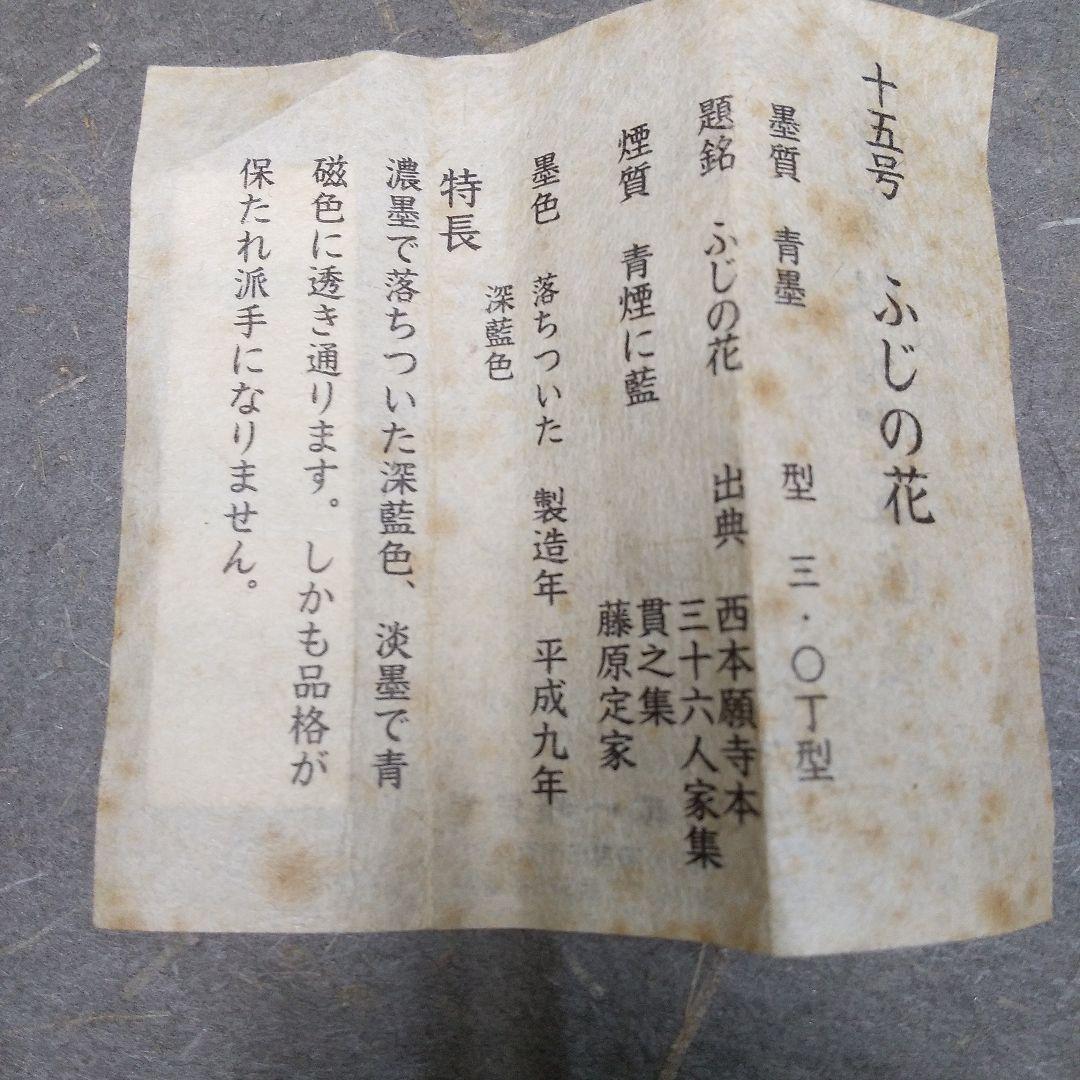 十五号　ふじの花
墨質　青墨　型　三・〇丁型
題銘　ふじの花　出典　西本願寺本
三十六人家集
貫之集
藤原定家
煙質　青煙に藍
墨色　落ちついた
深藍色
製造年　平成九年
特長
濃墨で落ちついた深藍色、淡墨で青
磁色に透き通ります。しかも品格が
保たれ派手になりません。